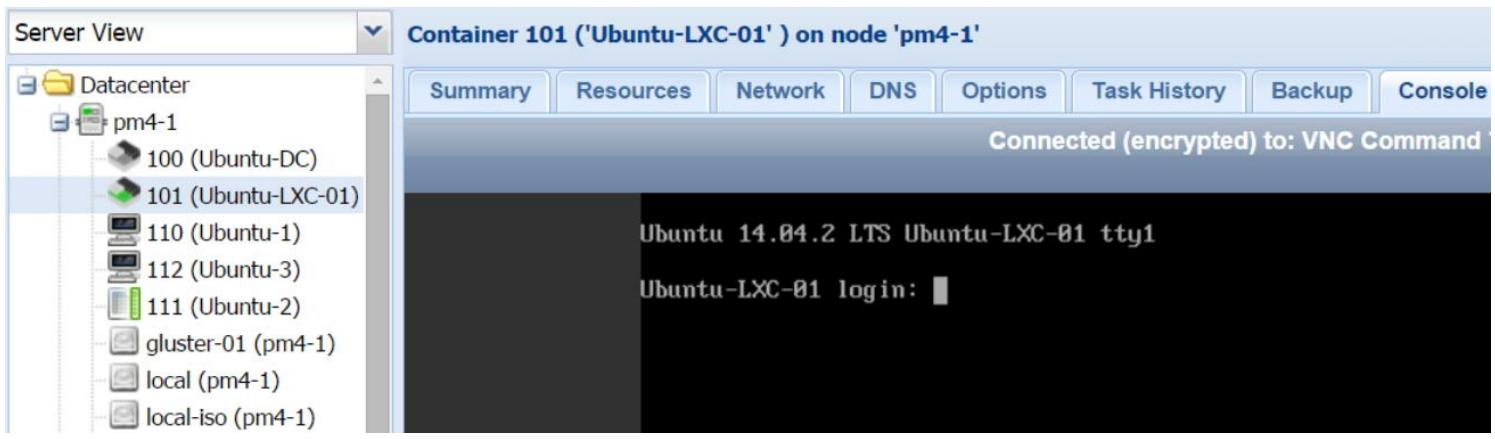 Server View
Container 101 ('Ubuntu-LXC-01' ) on node 'pm4-1'
Datacenter
pm4-1
100 (Ubuntu-DC)
101 (Ubuntu-LXC-01)
110 (Ubuntu-1)
112 (Ubuntu-3)
111 (Ubuntu-2)
gluster-01 (pm4-1)
local (pm4-1)
local-iso (pm4-1)
Summary Resources Network DNS Options Task History Backup Console
Connected (encrypted) to: VNC Command
Ubuntu 14.04.2 LTS Ubuntu-LXC-01 tty1
Ubuntu-LXC-01 login: